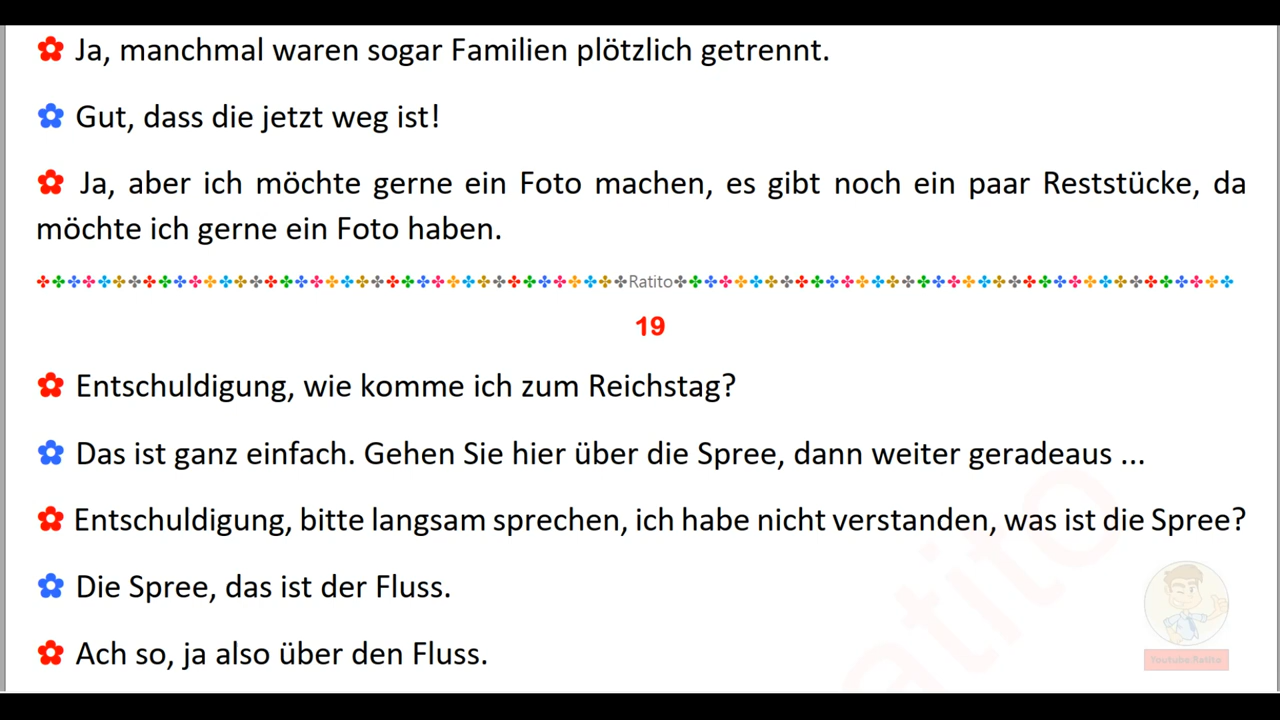 Ja, manchmal waren sogar Familien plötzlich getrennt.
Gut, dass die jetzt weg ist!
Ja, aber ich möchte gerne ein Foto machen, es gibt noch ein paar Reststücke, da
möchte ich gerne ein Foto haben.
Ratito
19
Entschuldigung, wie komme ich zum Reichstag?
Das ist ganz einfach. Gehen Sie hier über die Spree, dann weiter geradeaus ...
Entschuldigung, bitte langsam sprechen, ich habe nicht verstanden, was ist die Spree?
Die Spree, das ist der Fluss.
Ach so, ja also über den Fluss.
Ratito
Youtube:Ratito